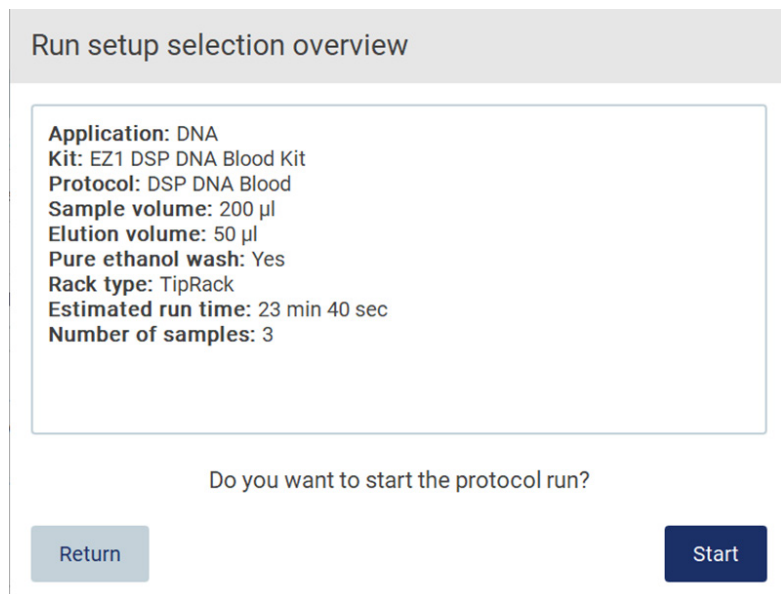 Run setup selection overview
Application: DNA
Kit: EZ1 DSP DNA Blood Kit
Protocol: DSP DNA Blood
Sample volume: 200 µl
Elution volume: 50 µl
Pure ethanol wash: Yes
Rack type: TipRack
Estimated run time: 23 min 40 sec
Number of samples: 3
Do you want to start the protocol run?
Return
Start